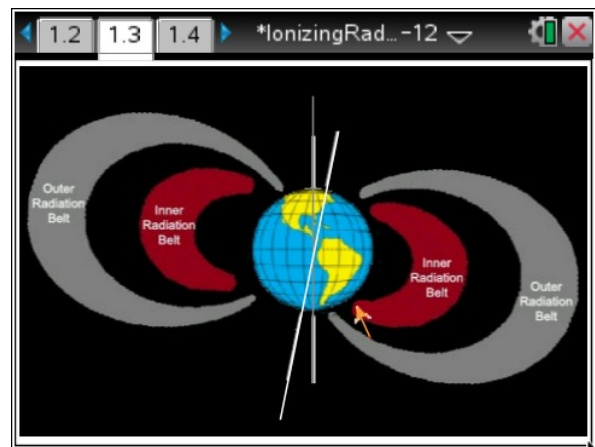 1.2 1.3 1.4 *IonizingRad...-12
Outer
Radiation
Belt
Inner
Radiation
Belt
Inner
Radiation
Belt
Outer
Radiation
Belt